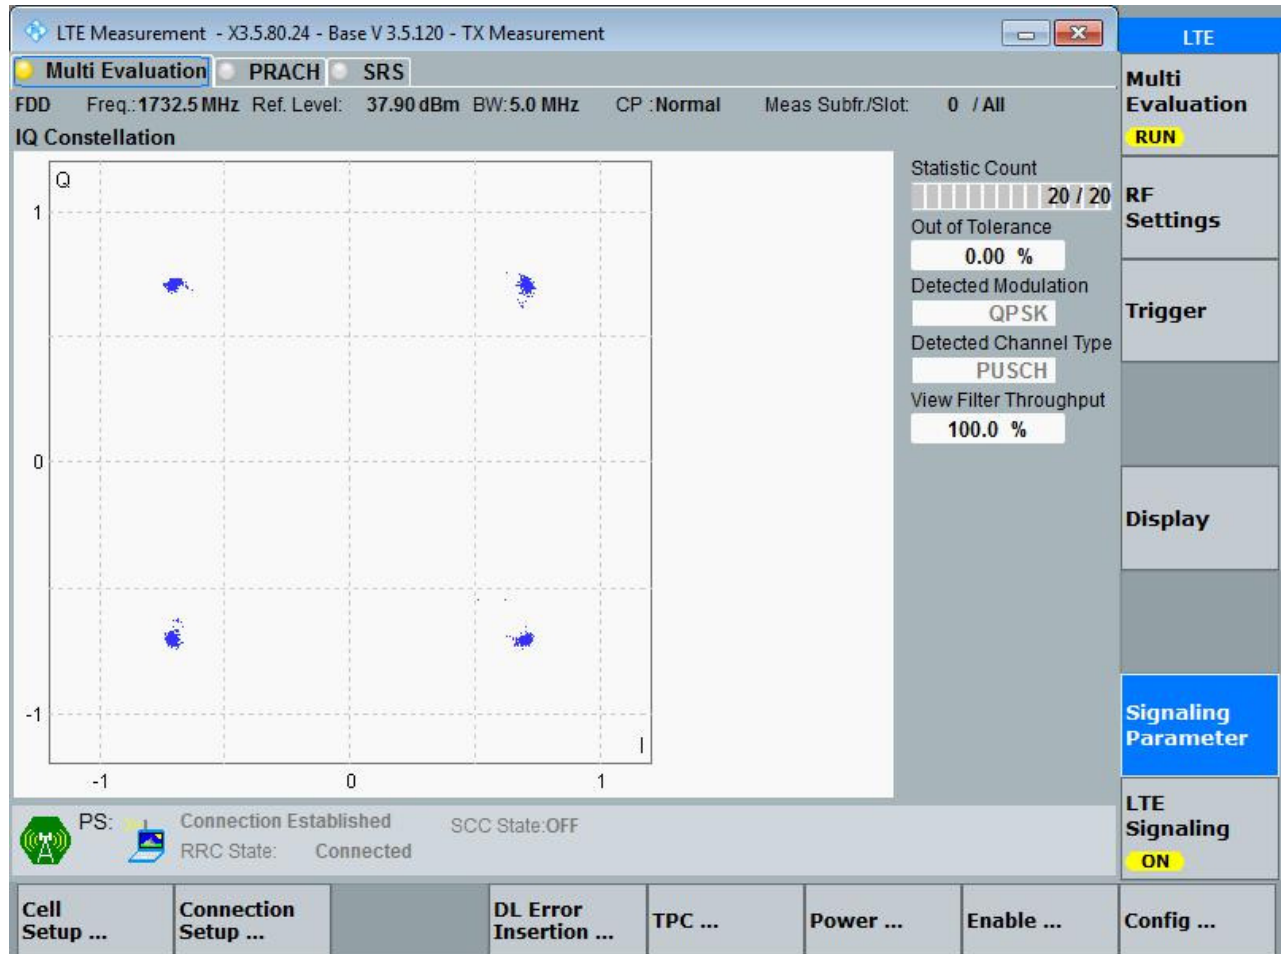 LTE Measurement - X3.5.80.24 - Base V 3.5.120 - TX Measurement
LTE
Multi Evaluation PRACH SRS
FDD Freq.:1732.5 MHz Ref. Level: 37.90 dBm BW:5.0 MHz CP :Normal Meas Subfr./Slot: 0 / All
IQ Constellation
Q
1
0
-1
I
-1 0 1
Statistic Count
20 / 20
Out of Tolerance
0.00 %
Detected Modulation
QPSK
Detected Channel Type
PUSCH
View Filter Throughput
100.0 %
Multi
Evaluation
RUN
RF
Settings
Trigger
Display
Signaling
Parameter
LTE
Signaling
ON
PS: Connection Established SCC State:OFF
RRC State: Connected
Cell
Setup ...
Connection
Setup ...
DL Error
Insertion ...
TPC ...
Power ...
Enable ...
Config ...